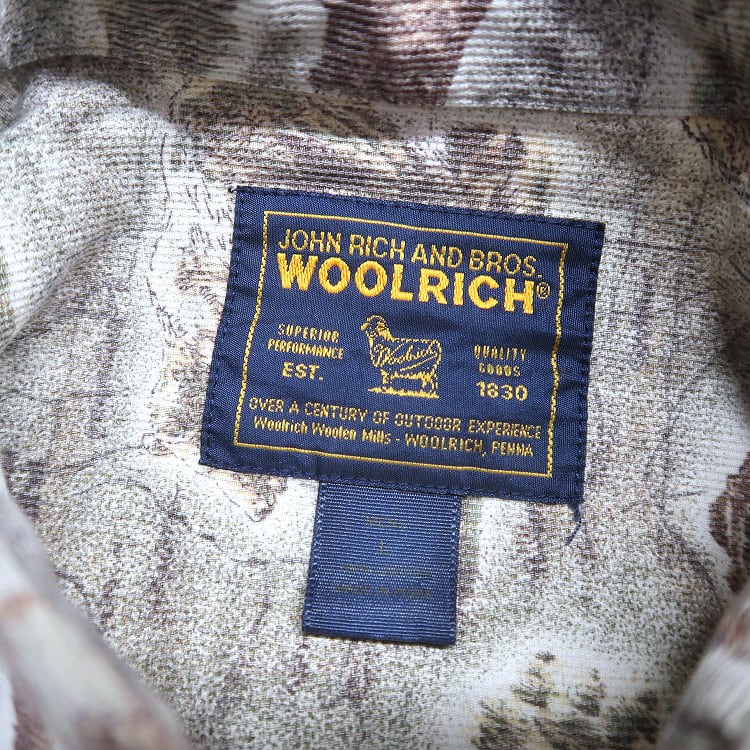 JOHN RICH AND BROS.
WOOLRICH®
SUPERIOR
PERFORMANCE
EST.
Woolrich
QUALITY
GOODS
1830
OVER A CENTURY OF OUTDOOR EXPERIENCE
Woolrich Woolen Mills - WOOLRICH, PENNA
L